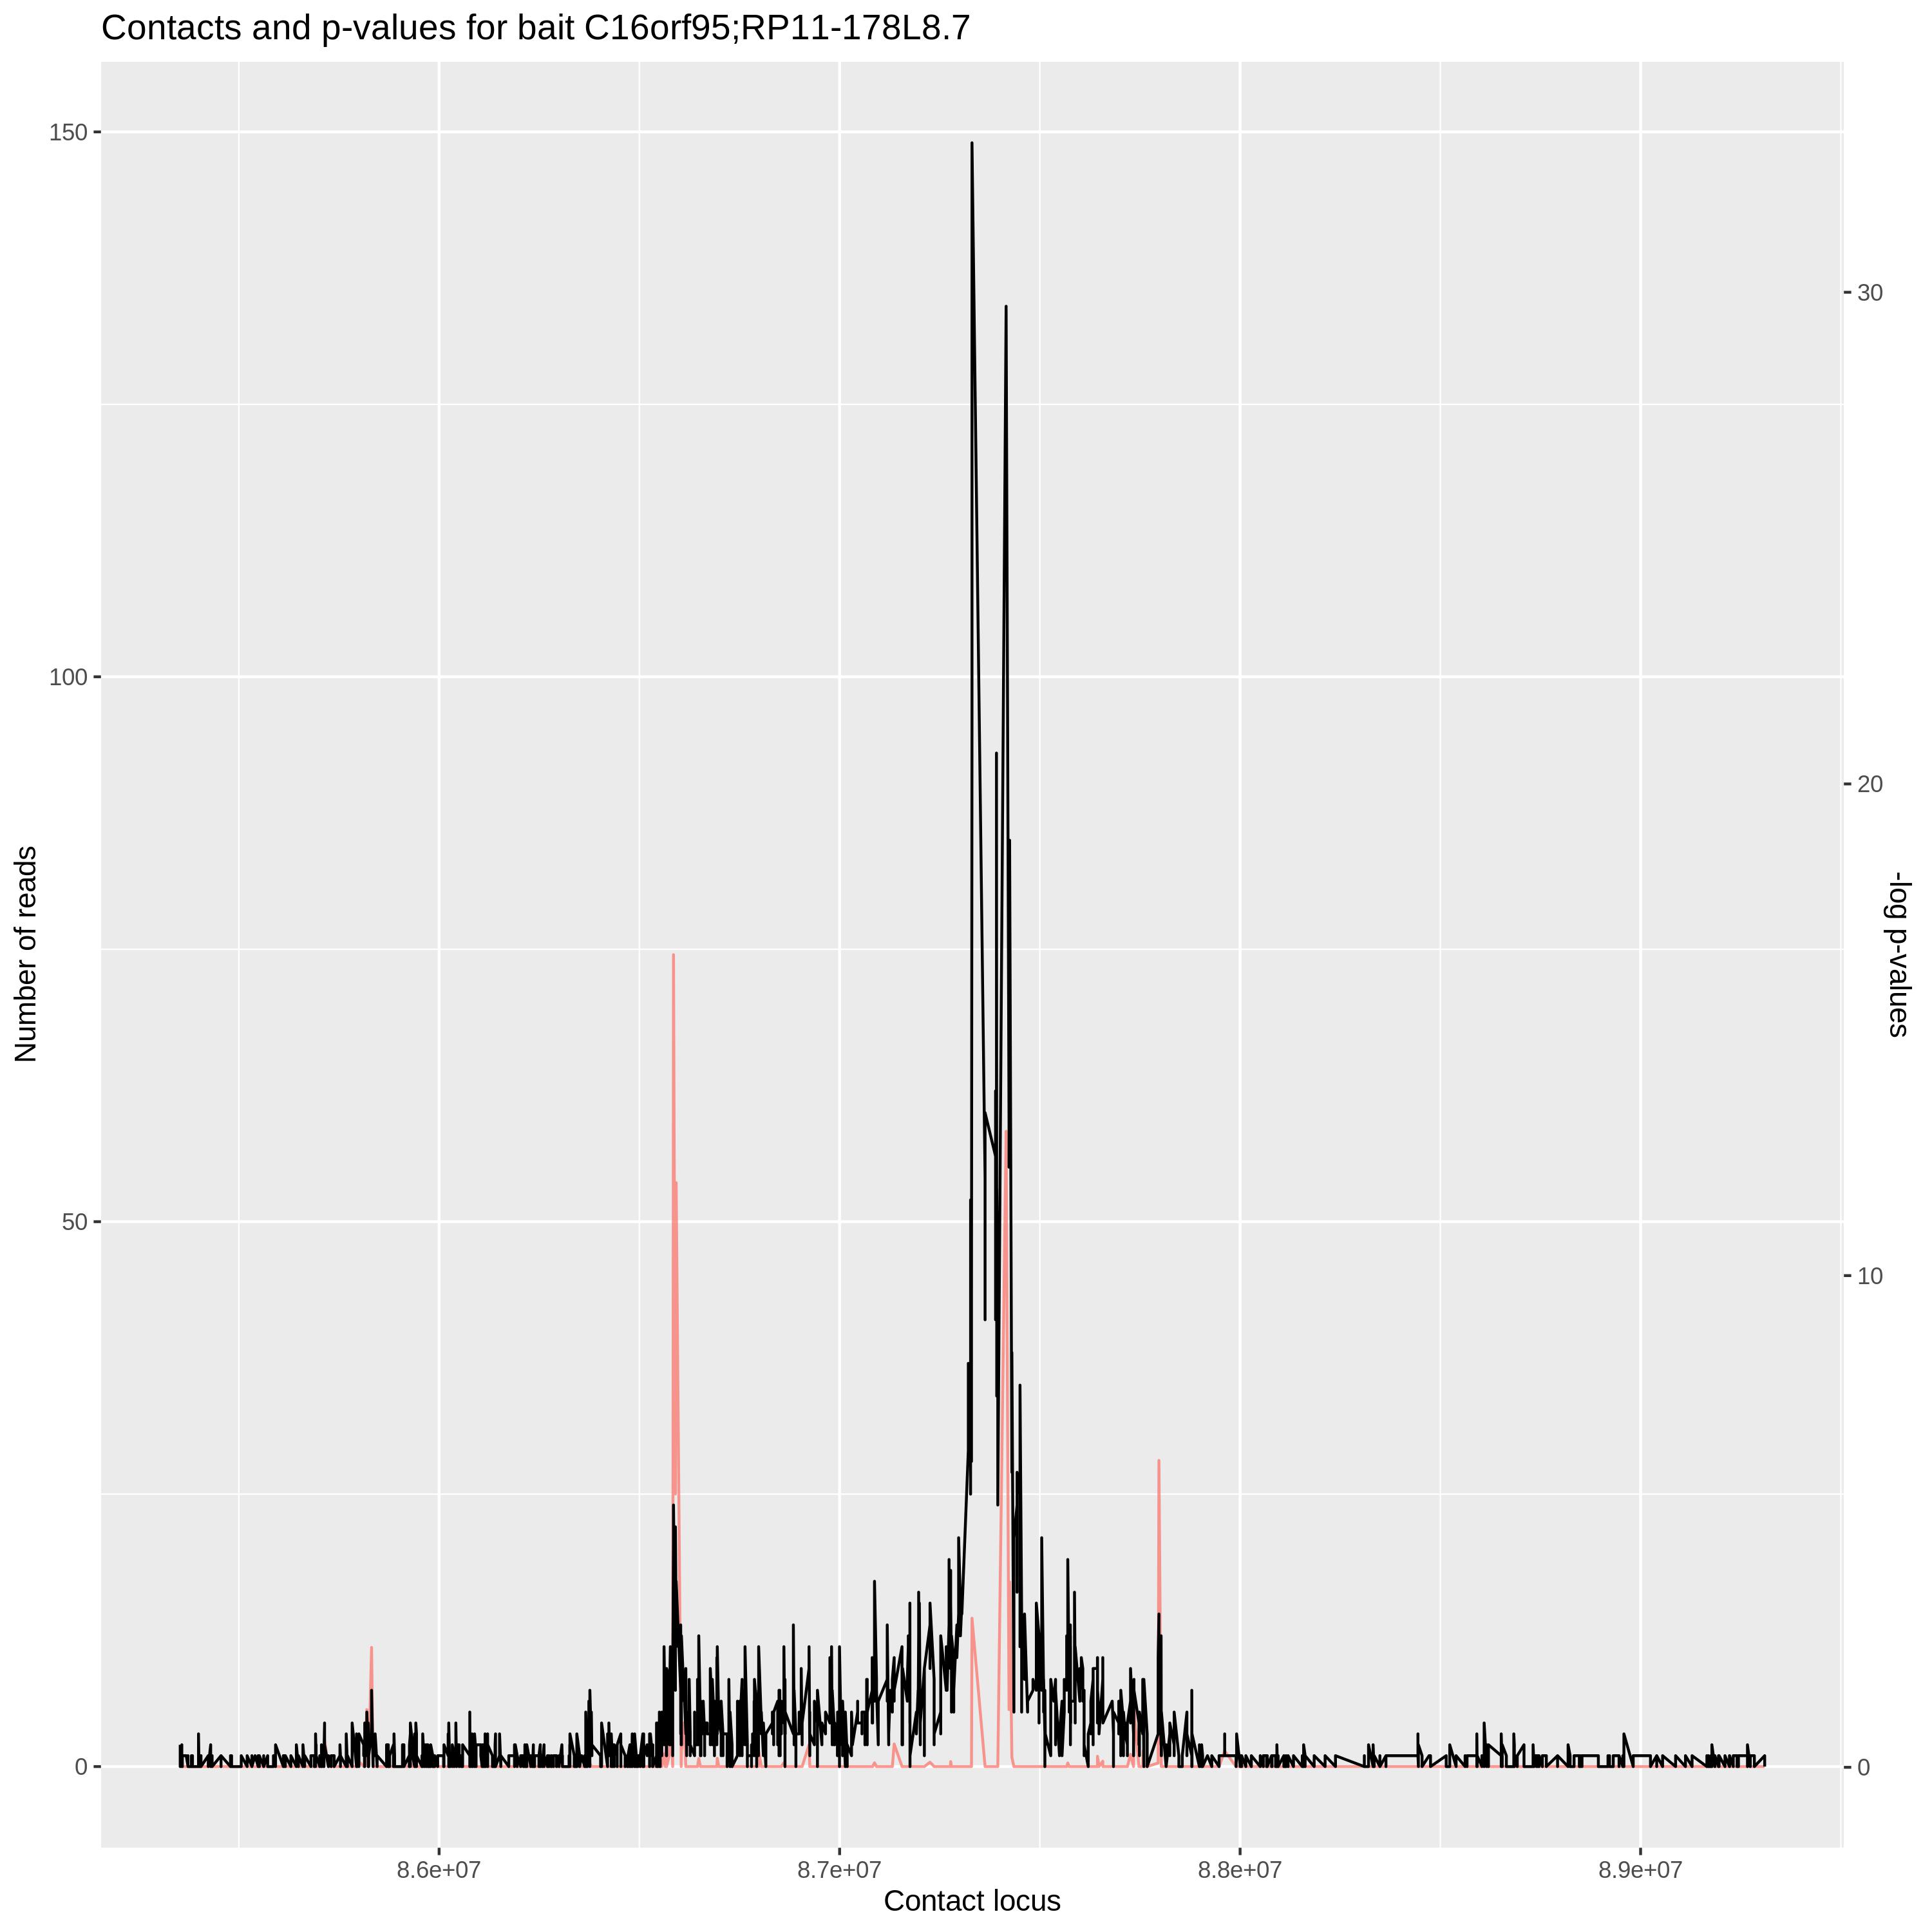 Contacts and p-values for bait C16orf95;RP11-178L8.7
150
100
50
0
Number of reads
30
20
10
0
-log p-values
8.6e+07
8.7e+07
8.8e+07
8.9e+07
Contact locus